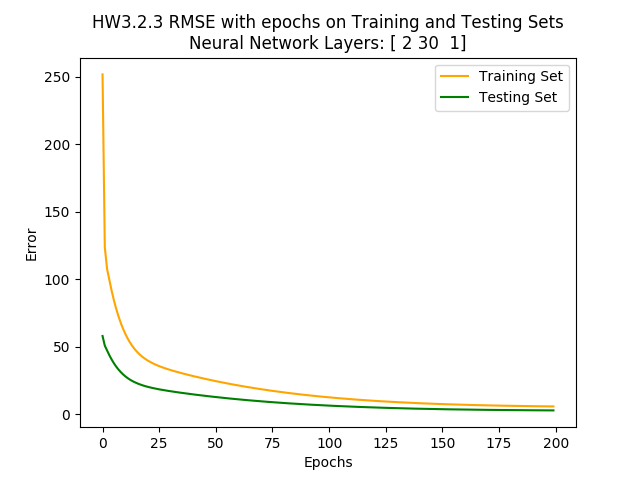 HW3.2.3 RMSE with epochs on Training and Testing Sets
Neural Network Layers: [ 2 30  1]
Training Set
Testing Set
250
200
150
100
50
0
Error
0 25 50 75 100 125 150 175 200
Epochs